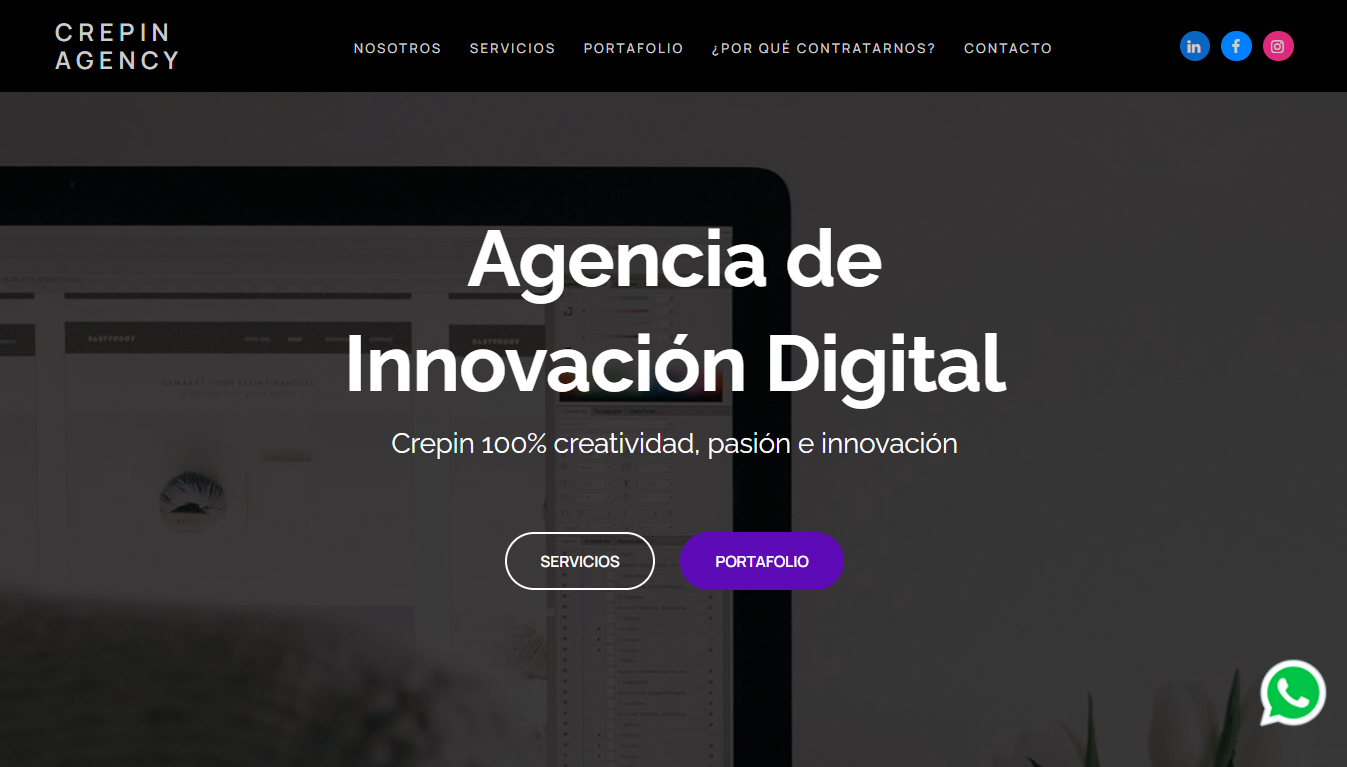 CREPIN
AGENCY
NOSOTROS
SERVICIOS
PORTAFOLIO
¿POR QUÉ CONTRATARNOS?
CONTACTO
Agencia de
Innovación Digital
Crepin 100% creatividad, pasión e innovación
SERVICIOS
PORTAFOLIO